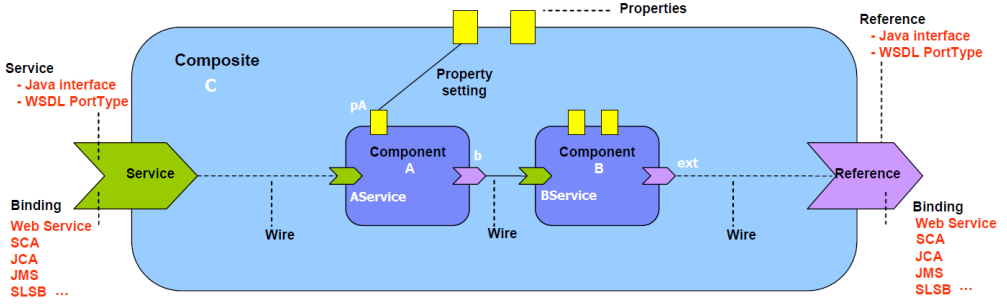 Properties
Reference
- Java interface
- WSDL PortType
Composite
C
Service
- Java interface
- WSDL PortType
Property
setting
pA
Component
A
b
Component
B
ext
Service
AService
BService
Reference
Binding
Web Service
SCA
JCA
JMS
SLSB ...
Wire
Wire
Wire
Binding
Web Service
SCA
JCA
JMS
SLSB ...